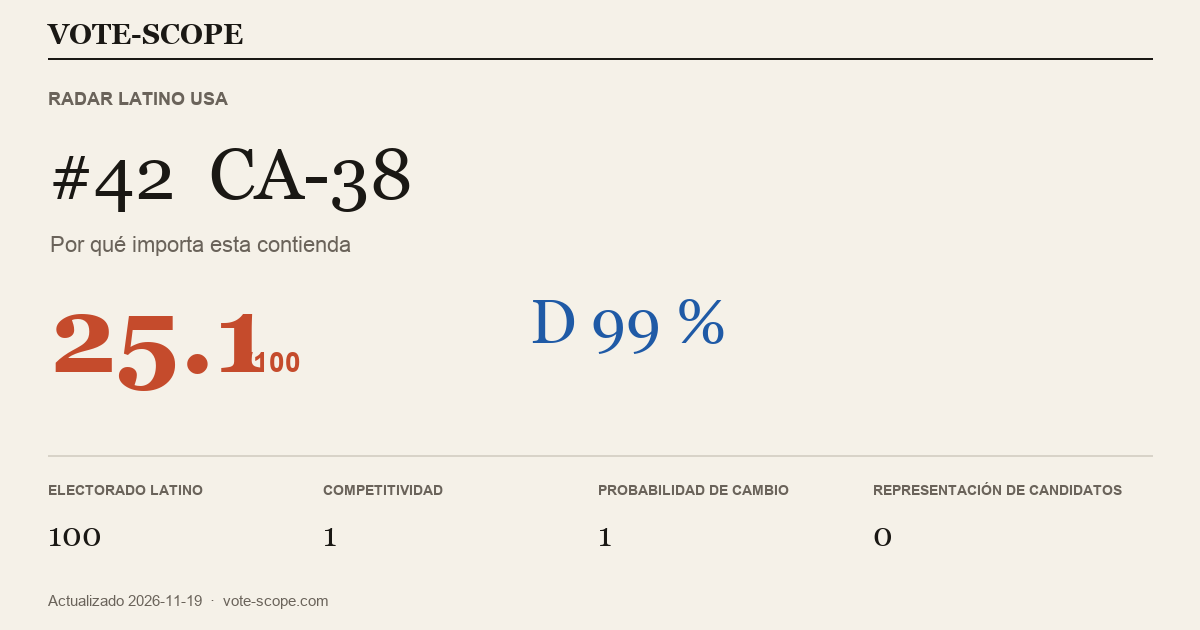 VOTE-SCOPE
RADAR LATINO USA
#42 CA-38
Por qué importa esta contienda
25.1/100
D 99 %
ELECTORADO LATINO
COMPETITIVIDAD
PROBABILIDAD DE CAMBIO
REPRESENTACIÓN DE CANDIDATOS
100
1
1
0
Actualizado 2026-11-19 · vote-scope.com